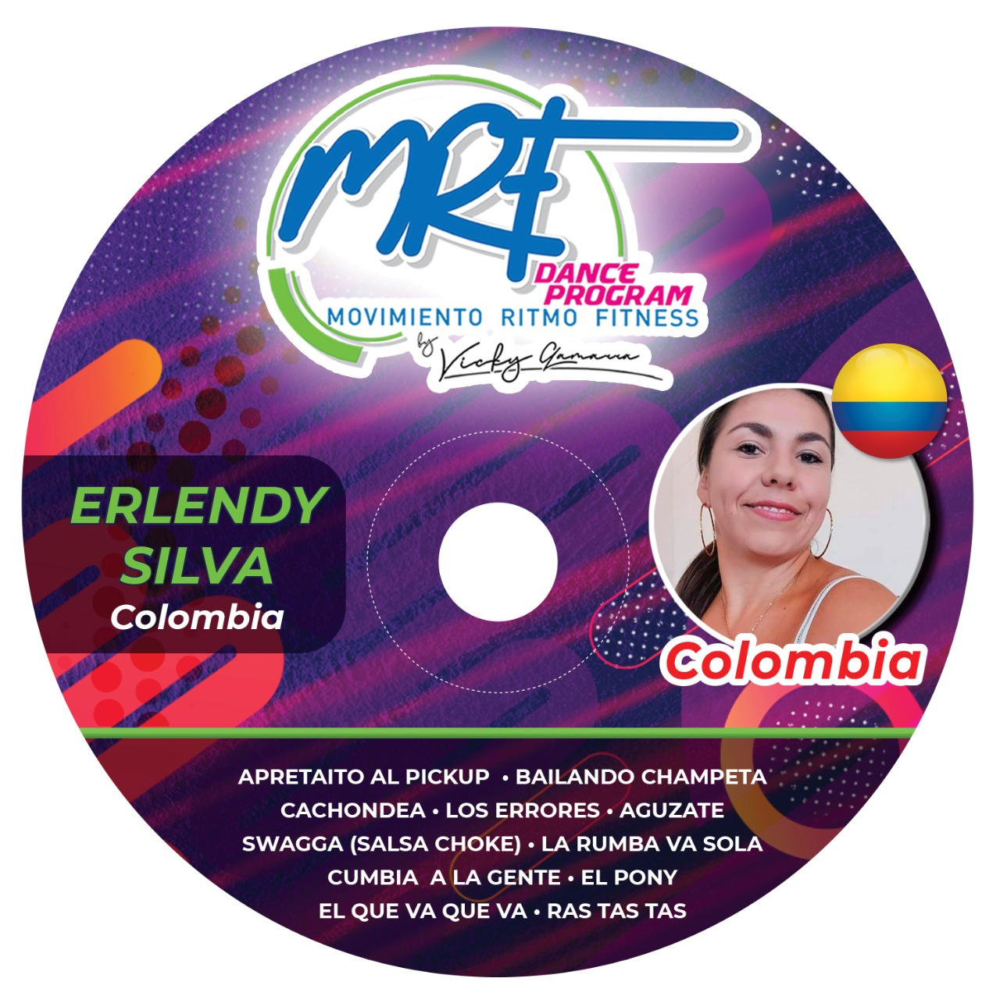 MRF
DANCE
PROGRAM
MOVIMIENTO RITMO FITNESS
by
Vicky Gamarra
ERLENDY
SILVA
Colombia
Colombia
APRETAITO AL PICKUP • BAILANDO CHAMPETA
CACHONDEA • LOS ERRORES • AGUZATE
SWAGGA (SALSA CHOKE) • LA RUMBA VA SOLA
CUMBIA A LA GENTE • EL PONY
EL QUE VA QUE VA • RAS TAS TAS